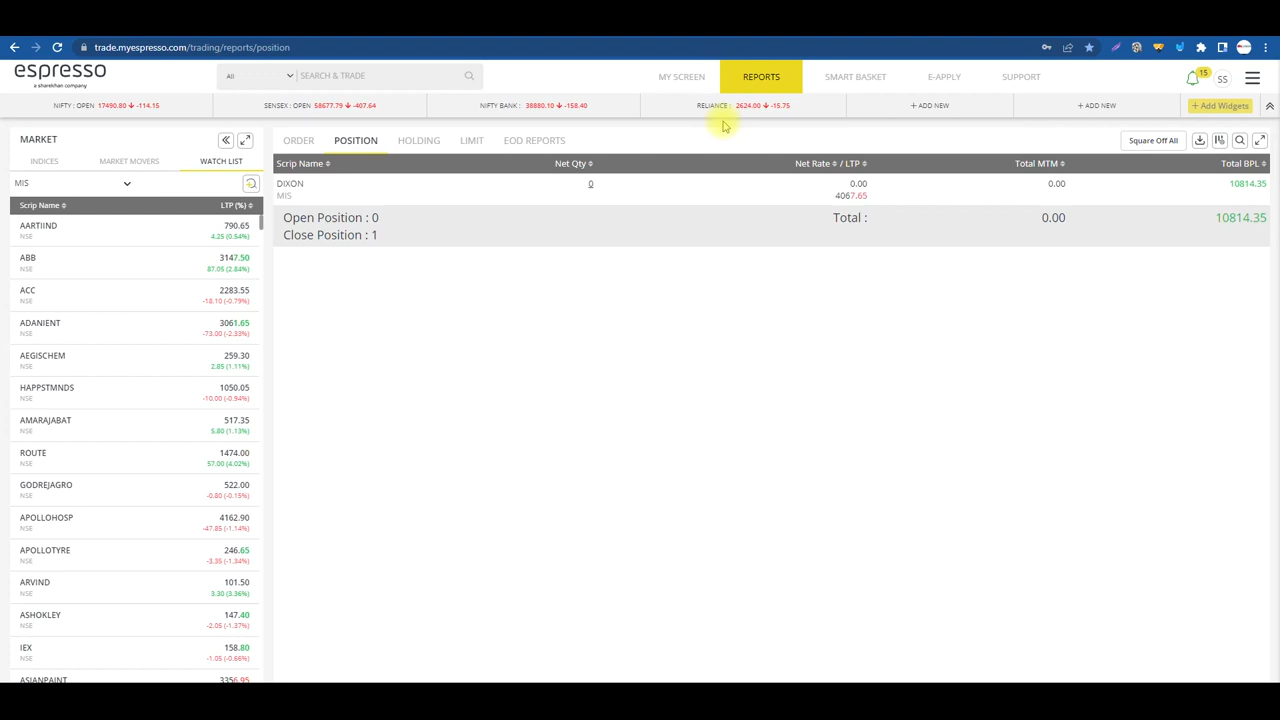 trade.myespresso.com/trading/reports/position
espresso
a sharekhan company
All
SEARCH & TRADE
MY SCREEN
REPORTS
SMART BASKET
E-APPLY
SUPPORT
15
SS
NIFTY : OPEN 17490.80 -114.15
SENSEX : OPEN 58677.79 -407.64
NIFTY BANK : 38880.10 -158.40
RELIANCE : 2624.00 -15.75
+ ADD NEW
+ ADD NEW
+ Add Widgets
MARKET
INDICES
MARKET MOVERS
WATCH LIST
MIS
Scrip Name LTP (%)
AARTIIND 790.65
NSE 4.25 (0.54%)
ABB 3147.50
NSE 87.05 (2.84%)
ACC 2283.55
NSE -18.10 (-0.79%)
ADANIENT 3061.65
NSE -73.00 (-2.33%)
AEGISCHEM 259.30
NSE 2.85 (1.11%)
HAPPSTMNDS 1050.05
NSE -10.00 (-0.94%)
AMARAJABAT 517.35
NSE 5.80 (1.13%)
ROUTE 1474.00
NSE 57.00 (4.02%)
GODREJAGRO 522.00
NSE -0.80 (-0.15%)
APOLLOHOSP 4162.90
NSE -47.85 (-1.14%)
APOLLOTYRE 246.65
NSE -3.35 (-1.34%)
ARVIND 101.50
NSE 3.30 (3.36%)
ASHOKLEY 147.40
NSE -2.05 (-1.37%)
IEX 158.80
NSE -1.05 (-0.66%)
ASIANPAINT 3356.95
ORDER
POSITION
HOLDING
LIMIT
EOD REPORTS
Square Off All
Scrip Name Net Qty Net Rate / LTP Total MTM Total BPL
DIXON 0 0.00 0.00 10814.35
MIS 4067.65
Open Position : 0 Total : 0.00 10814.35
Close Position : 1